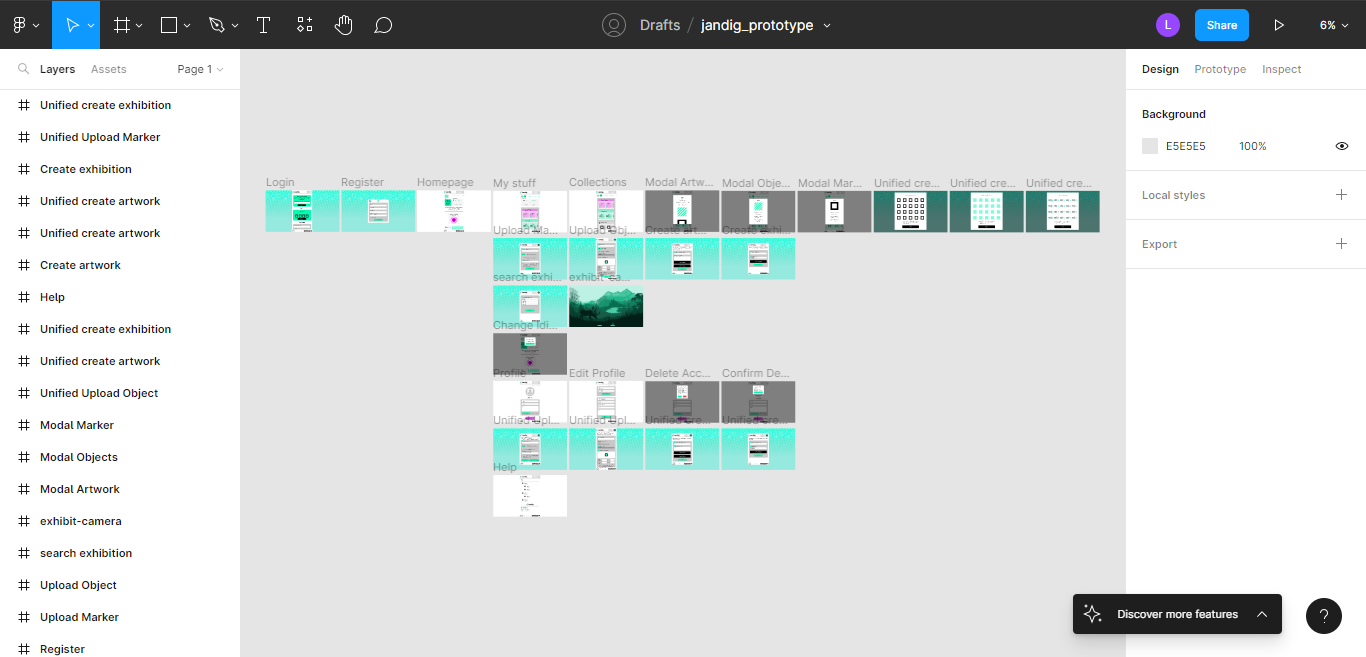 Drafts / jandig_prototype
L
Share
6%
Layers
Assets
Page 1
Unified create exhibition
Unified Upload Marker
Create exhibition
Unified create artwork
Unified create artwork
Create artwork
Help
Unified create exhibition
Unified create artwork
Unified Upload Object
Modal Marker
Modal Objects
Modal Artwork
exhibit-camera
search exhibition
Upload Object
Upload Marker
Register
Login
Register
Homepage
My stuff
Collections
Modal Artw...
Modal Obje...
Modal Mar...
Unified cre...
Unified cre...
Unified cre...
Upload Ma...
Upload Obj...
Create art...
Create exhi...
search exhi...
exhibit-ca...
Change Idi...
Profile
Edit Profile
Delete Acc...
Confirm De...
Unified Upl...
Unified Upl...
Unified cre...
Unified cre...
Help
Design
Prototype
Inspect
Background
E5E5E5
100%
Local styles
Export
Discover more features
?